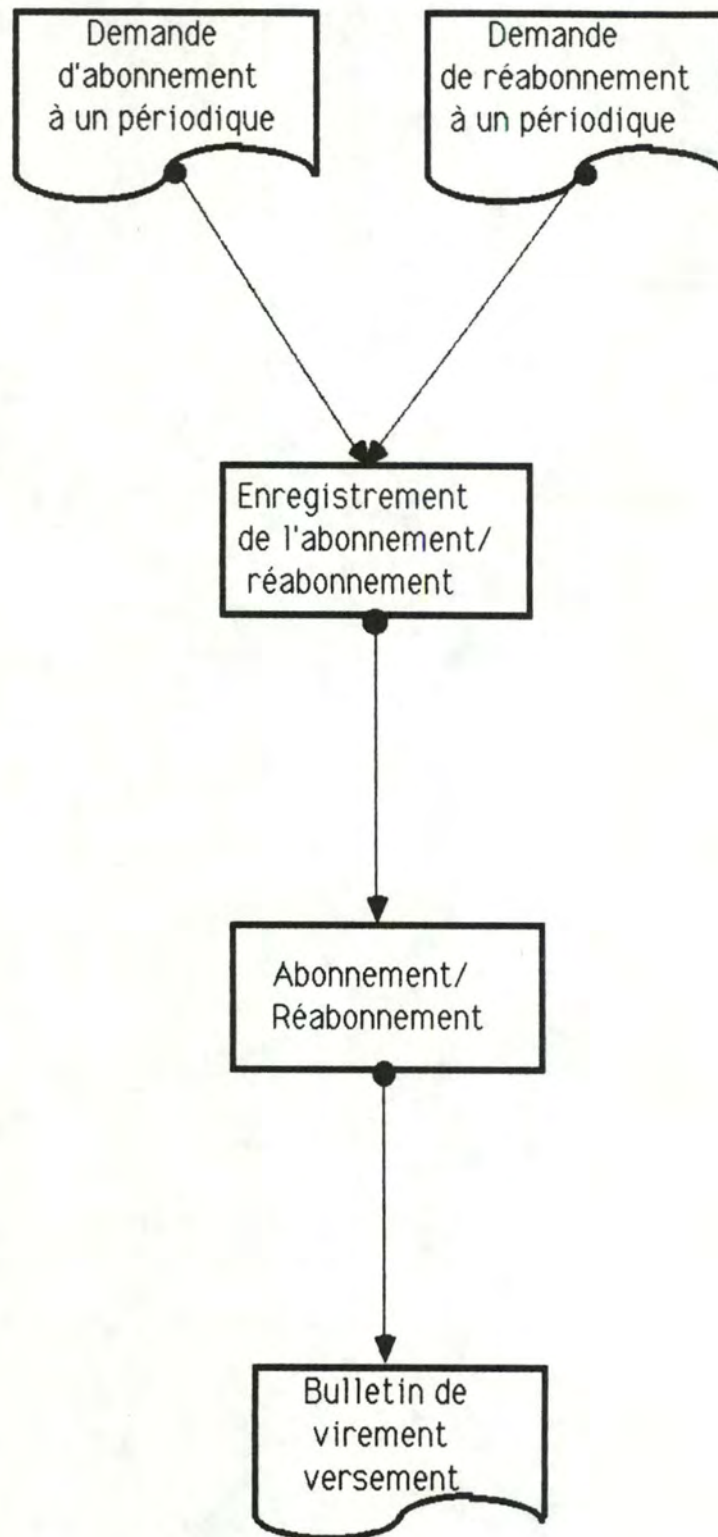 Demande
d'abonnement
à un périodique
Demande
de réabonnement
à un périodique
Enregistrement
de l'abonnement/
réabonnement
Abonnement/
Réabonnement
Bulletin de
virement
versement